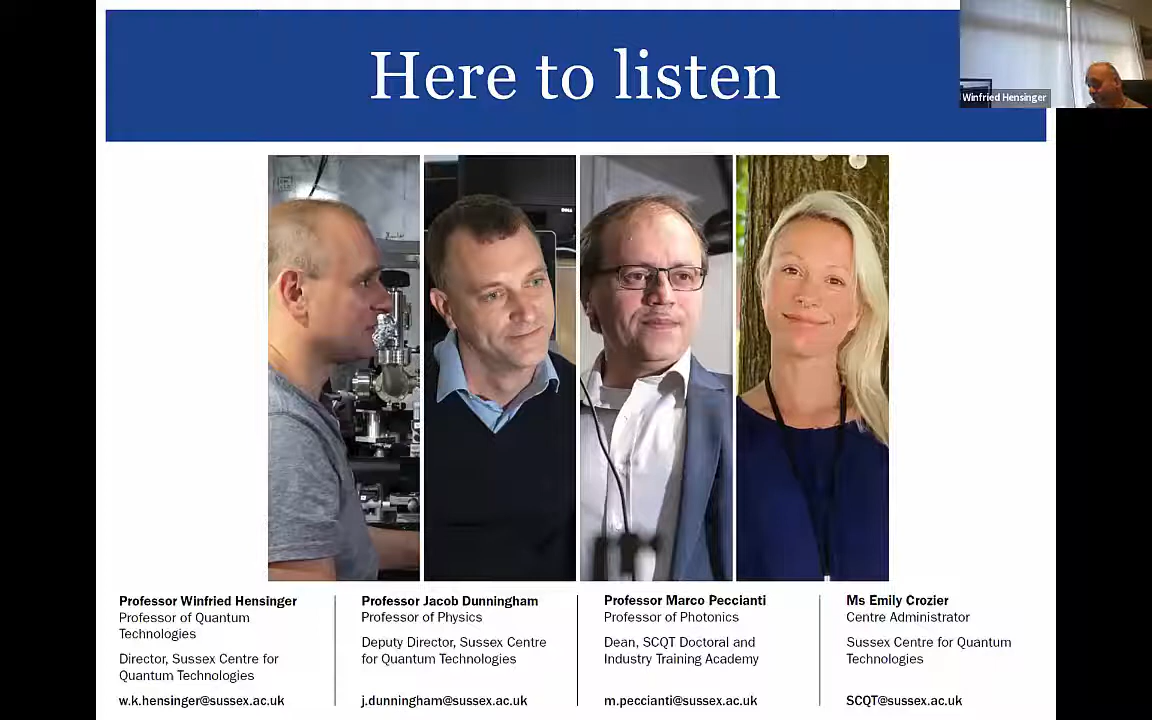 Here to listen
Winfried Hensinger
Professor Winfried Hensinger
Professor of Quantum
Technologies
Director, Sussex Centre for
Quantum Technologies
w.k.hensinger@sussex.ac.uk
Professor Jacob Dunningham
Professor of Physics
Deputy Director, Sussex Centre
for Quantum Technologies
j.dunningham@sussex.ac.uk
Professor Marco Peccianti
Professor of Photonics
Dean, SCQT Doctoral and
Industry Training Academy
m.peccianti@sussex.ac.uk
Ms Emily Crozier
Centre Administrator
Sussex Centre for Quantum
Technologies
SCQT@sussex.ac.uk